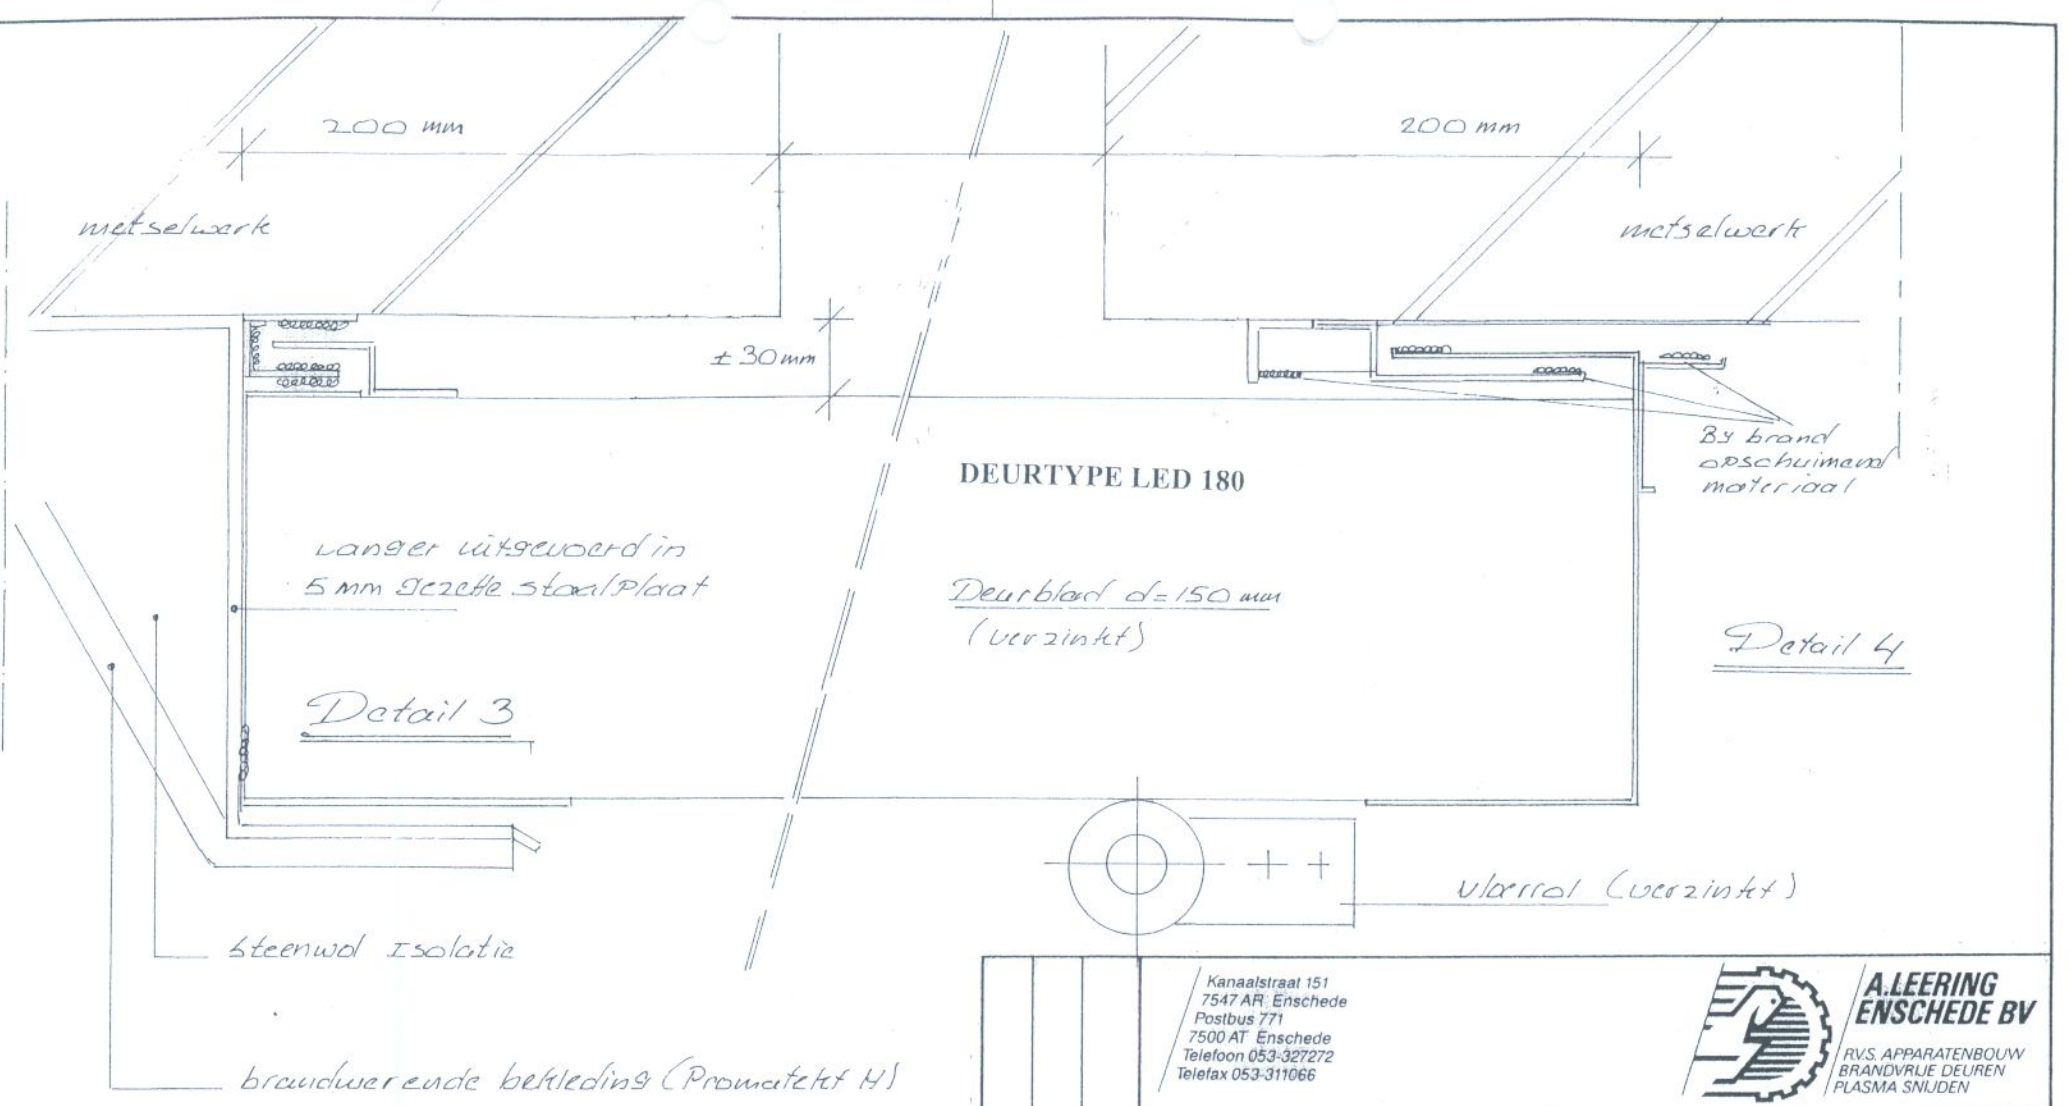 200 mm
200 mm
metselwerk
metselwerk
± 30 mm
By brand
opschuimend
materiaal
DEURTYPE LED 180
vanger uitgevoerd in
5 mm gezette staalplaat
Deurblad d=150 mm
(verzinkt)
Detail 4
Detail 3
vloerrol (verzinkt)
steenwol Isolatie
brandwerende bekleding (Promatekt H)
Kanaalstraat 151
7547 AR Enschede
Postbus 771
7500 AT Enschede
Telefoon 053-327272
Telefax 053-311066
A.LEERING
ENSCHEDE BV
RVS. APPARATENBOUW
BRANDVRIJE DEUREN
PLASMA SNIJDEN